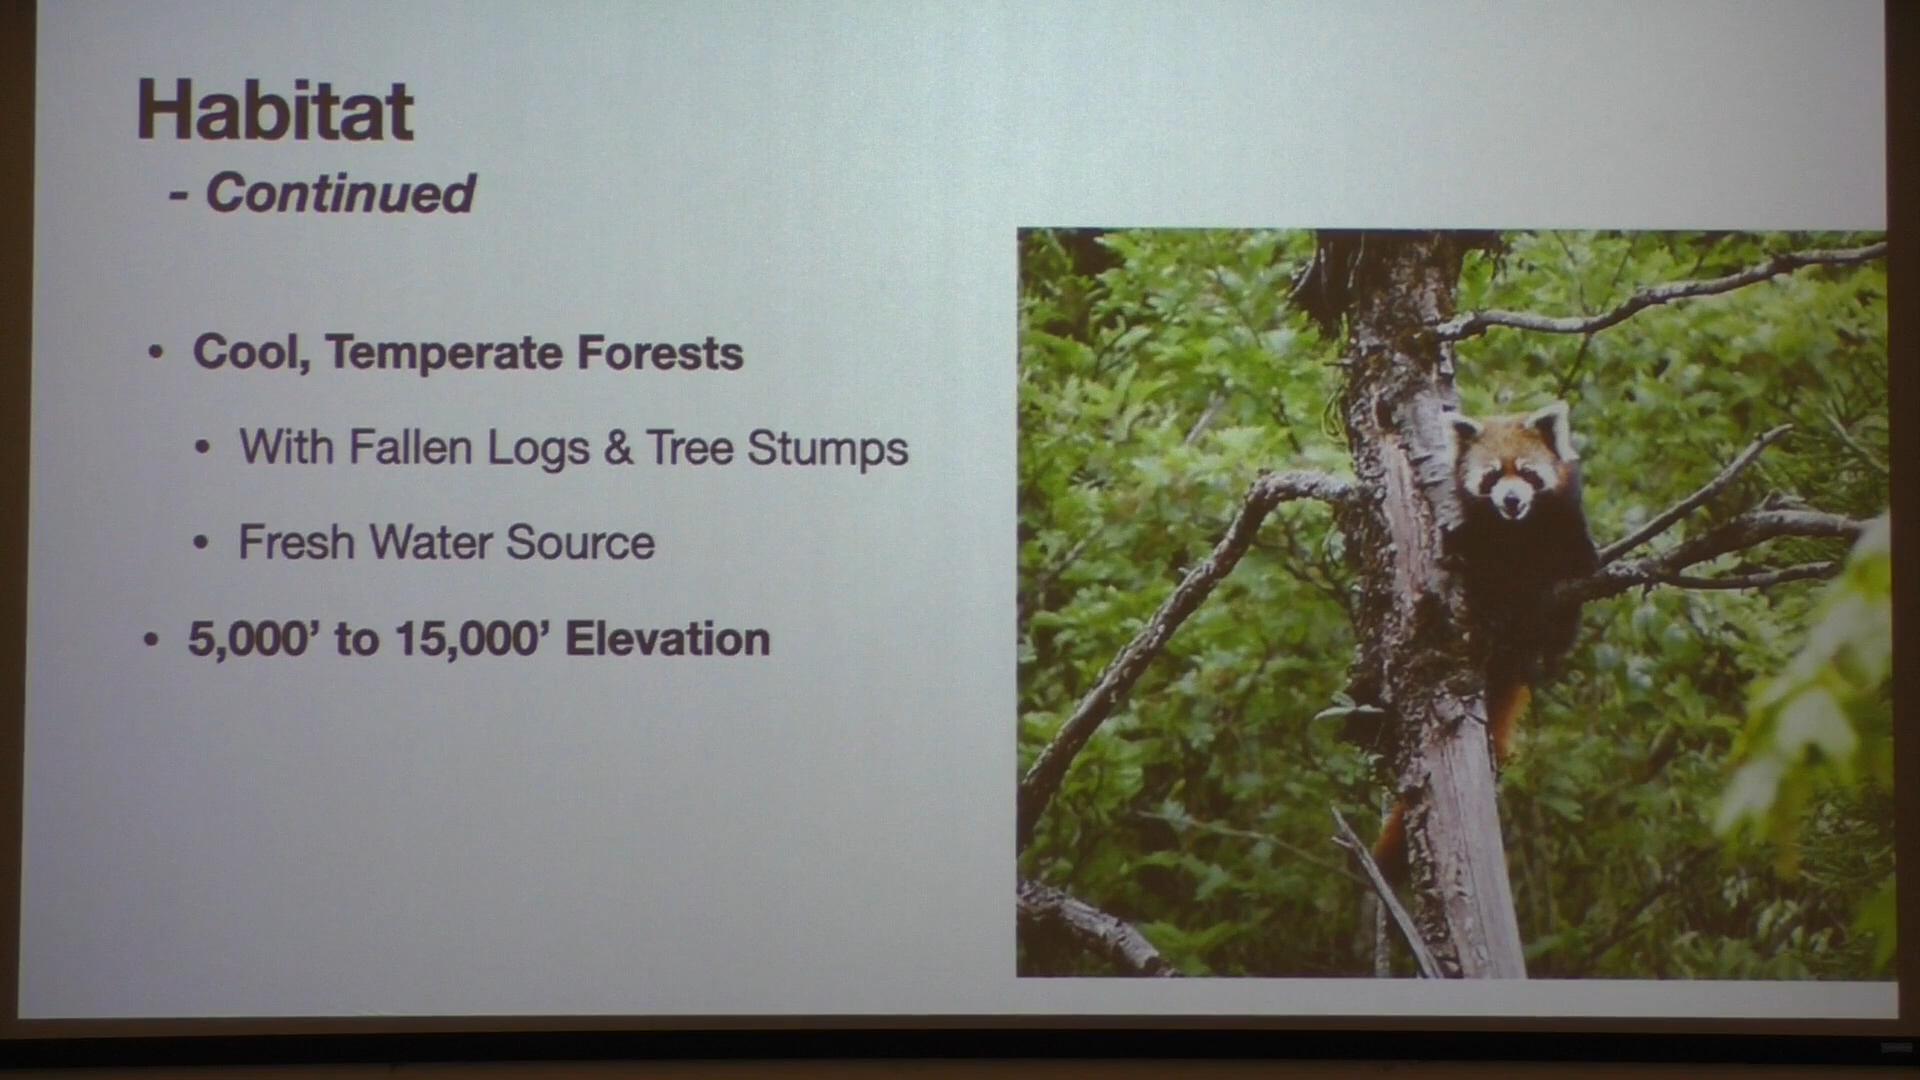 Habitat
- Continued
• Cool, Temperate Forests
• With Fallen Logs & Tree Stumps
• Fresh Water Source
• 5,000’ to 15,000’ Elevation